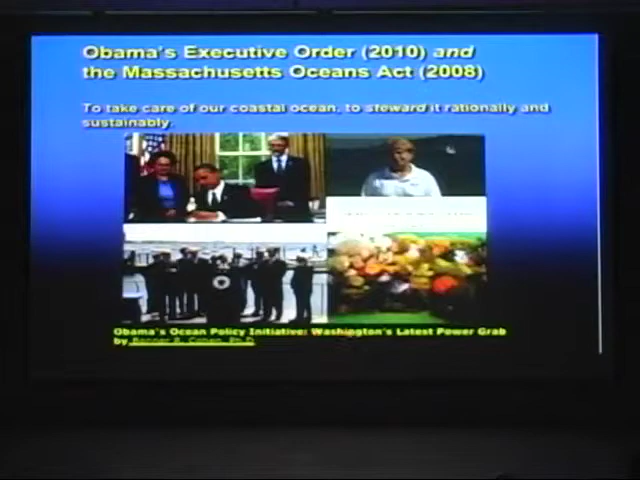 Obama's Executive Order (2010) and
the Massachusetts Oceans Act (2008)
To take care of our coastal ocean, to steward it rationally and
sustainably.
Obama's Ocean Policy Initiative: Washington's Latest Power Grab
by Bonner R. Cohen, Ph.D.